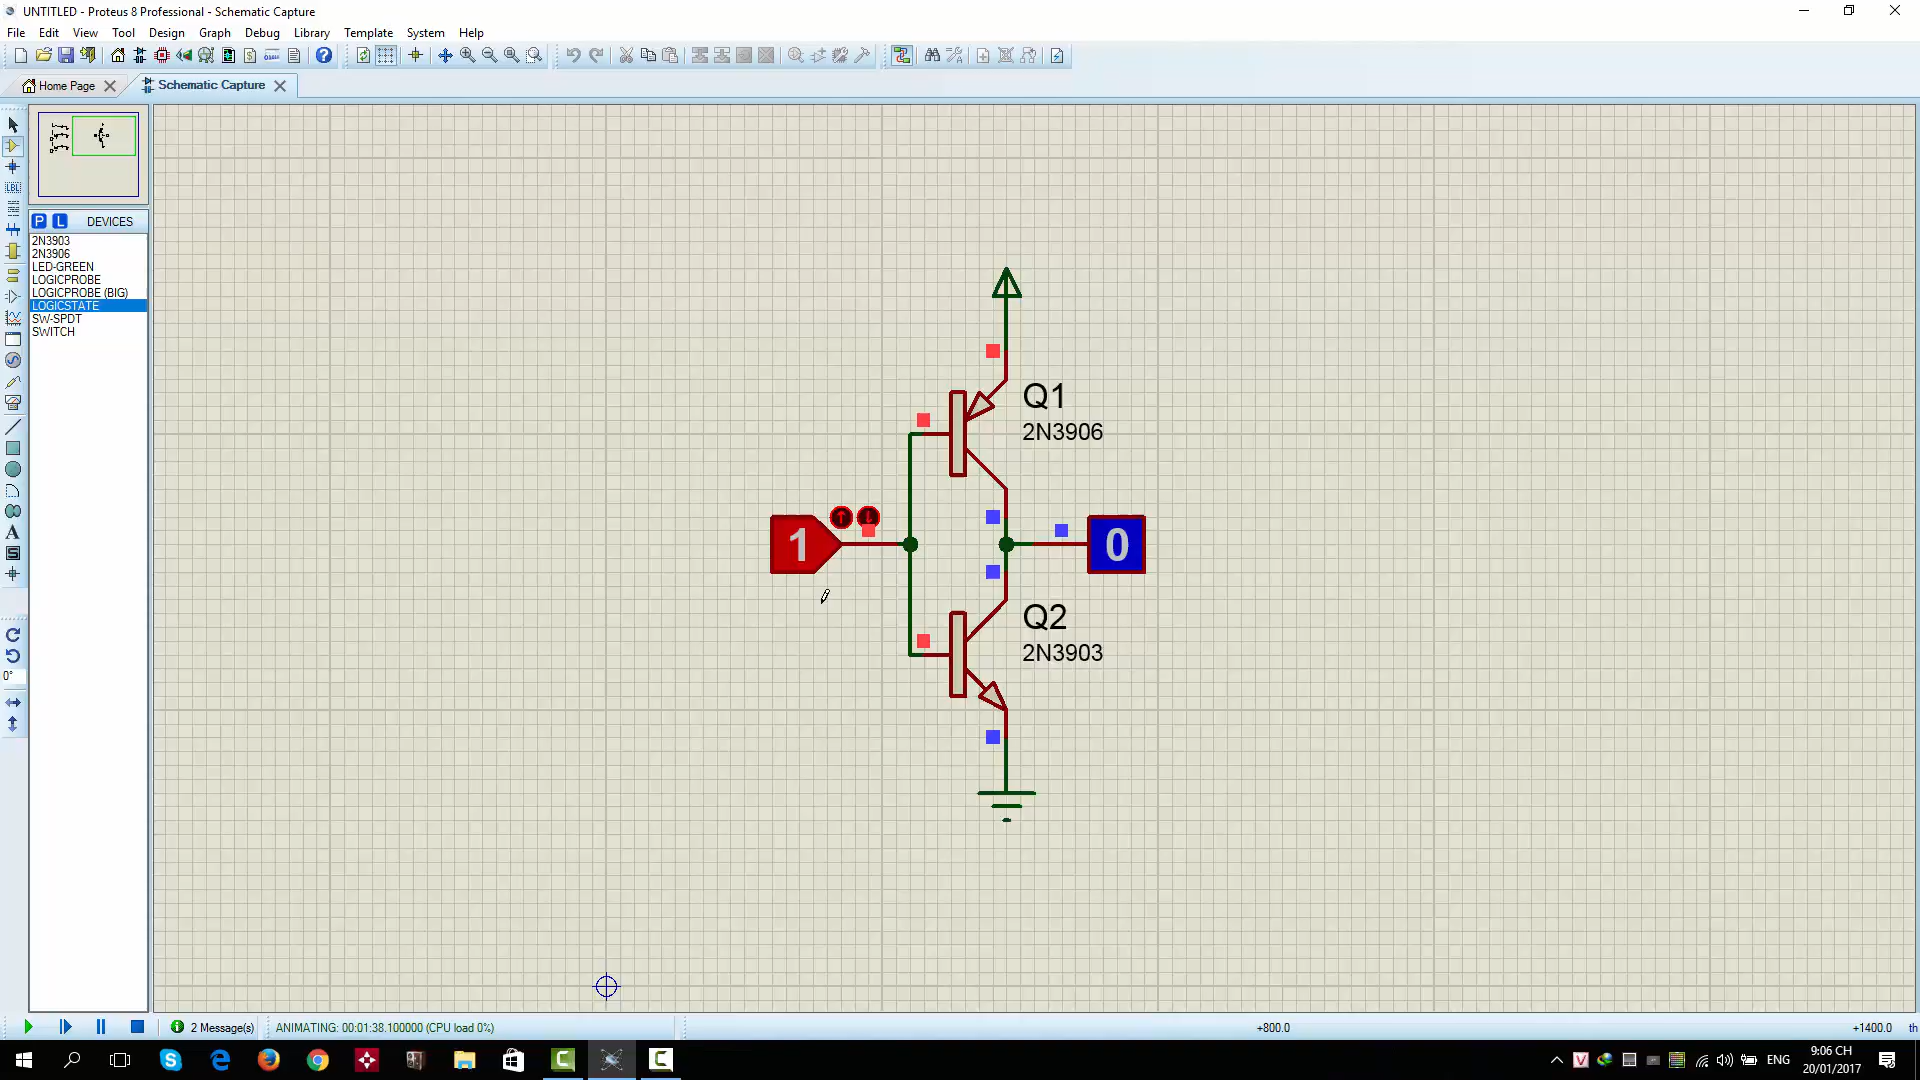 UNTITLED - Proteus 8 Professional - Schematic Capture
File Edit View Tool Design Graph Debug Library Template System Help
Home Page Schematic Capture
P L DEVICES
2N3903
2N3906
LED-GREEN
LOGICPROBE
LOGICPROBE (BIG)
LOGICSTATE
SW-SPDT
SWITCH
LBL
A
S
0°
Q1
2N3906
1
0
Q2
2N3903
2 Message(s) ANIMATING: 00:01:38.100000 (CPU load 0%) +800.0 +1400.0 th
ENG
9:06 CH
20/01/2017